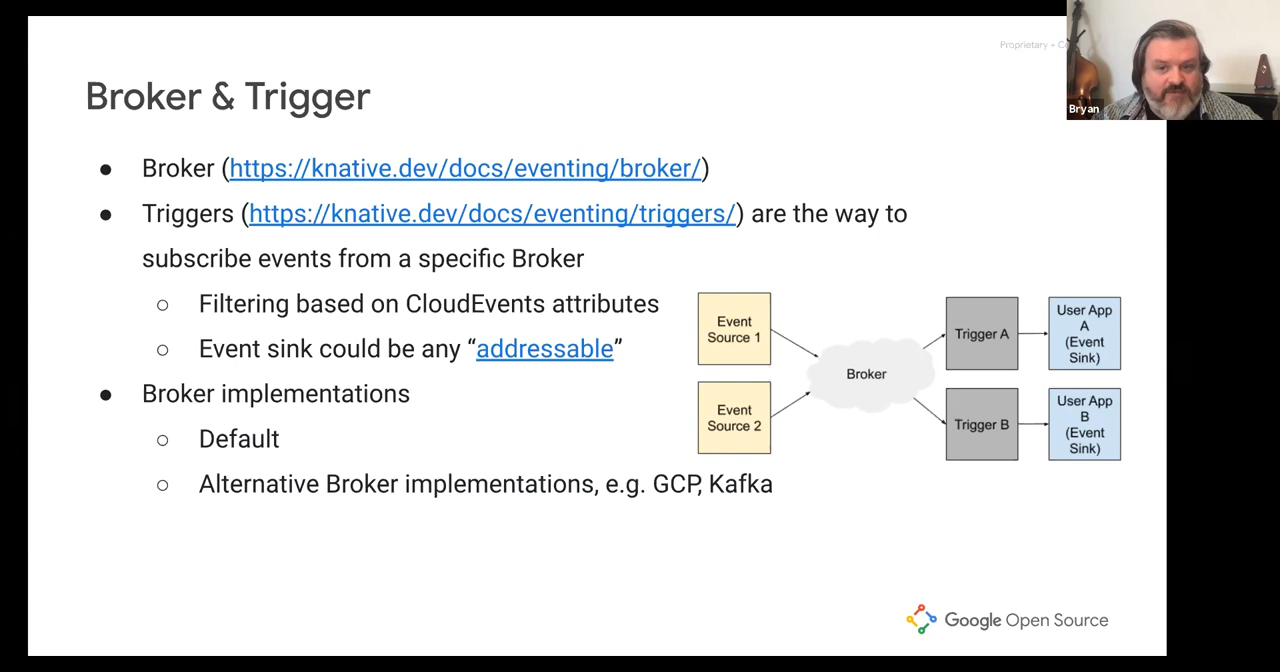 Proprietary +
Bryan
Broker & Trigger
● Broker (https://knative.dev/docs/eventing/broker/)
● Triggers (https://knative.dev/docs/eventing/triggers/) are the way to
subscribe events from a specific Broker
○ Filtering based on CloudEvents attributes
○ Event sink could be any “addressable”
● Broker implementations
○ Default
○ Alternative Broker implementations, e.g. GCP, Kafka
Event
Source 1
Event
Source 2
Broker
Trigger A
Trigger B
User App
A
(Event
Sink)
User App
B
(Event
Sink)
Google Open Source